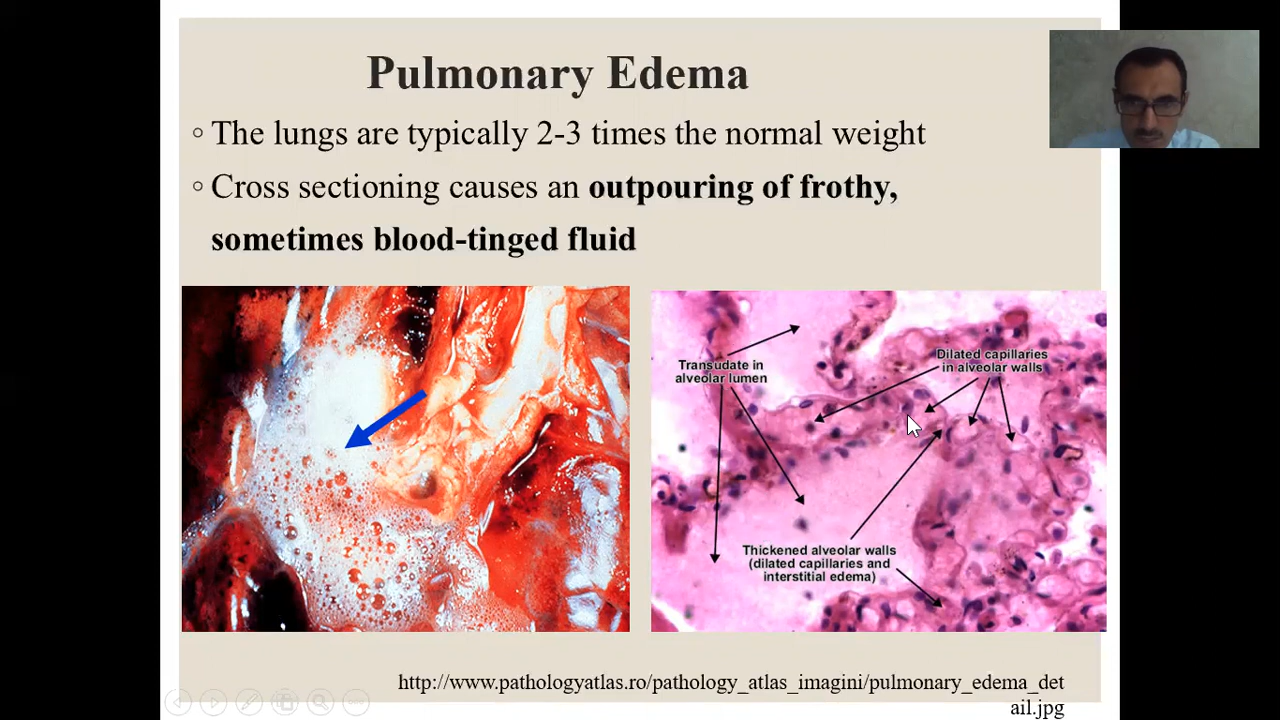 Pulmonary Edema
◦ The lungs are typically 2-3 times the normal weight
◦ Cross sectioning causes an outpouring of frothy,
sometimes blood-tinged fluid
Transudate in
alveolar lumen
Dilated capillaries
in alveolar walls
Thickened alveolar walls
(dilated capillaries and
interstitial edema)
http://www.pathologyatlas.ro/pathology_atlas_imagini/pulmonary_edema_det
ail.jpg